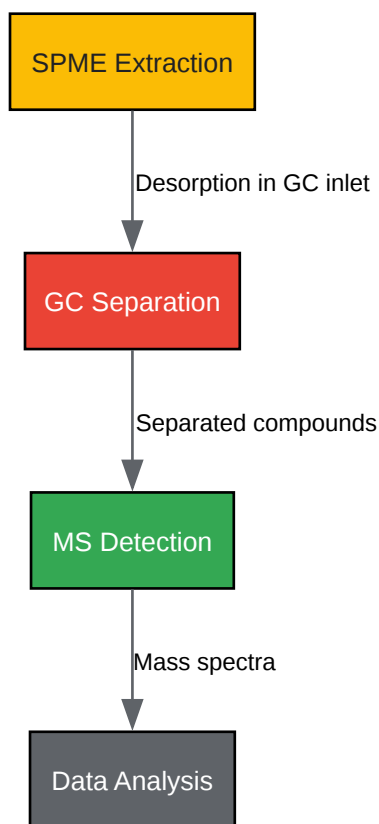 SPME Extraction
Desorption in GC inlet
GC Separation
Separated compounds
MS Detection
Mass spectra
Data Analysis